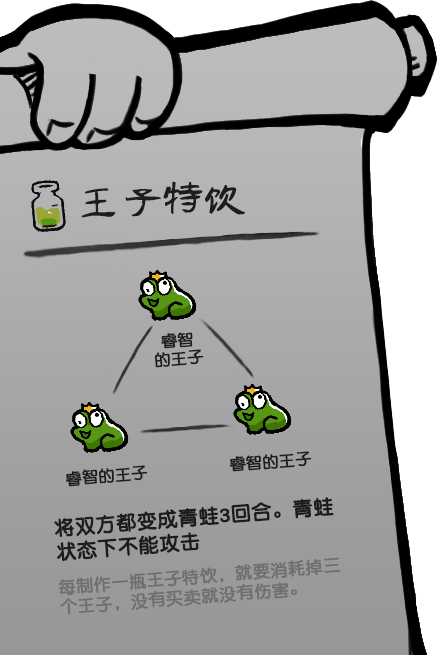 王子特饮
睿智
的王子
睿智的王子
睿智的王子
将双方都变成青蛙3回合。青蛙
状态下不能攻击
每制作一瓶王子特饮，就要消耗掉三
个王子，没有买卖就没有伤害。